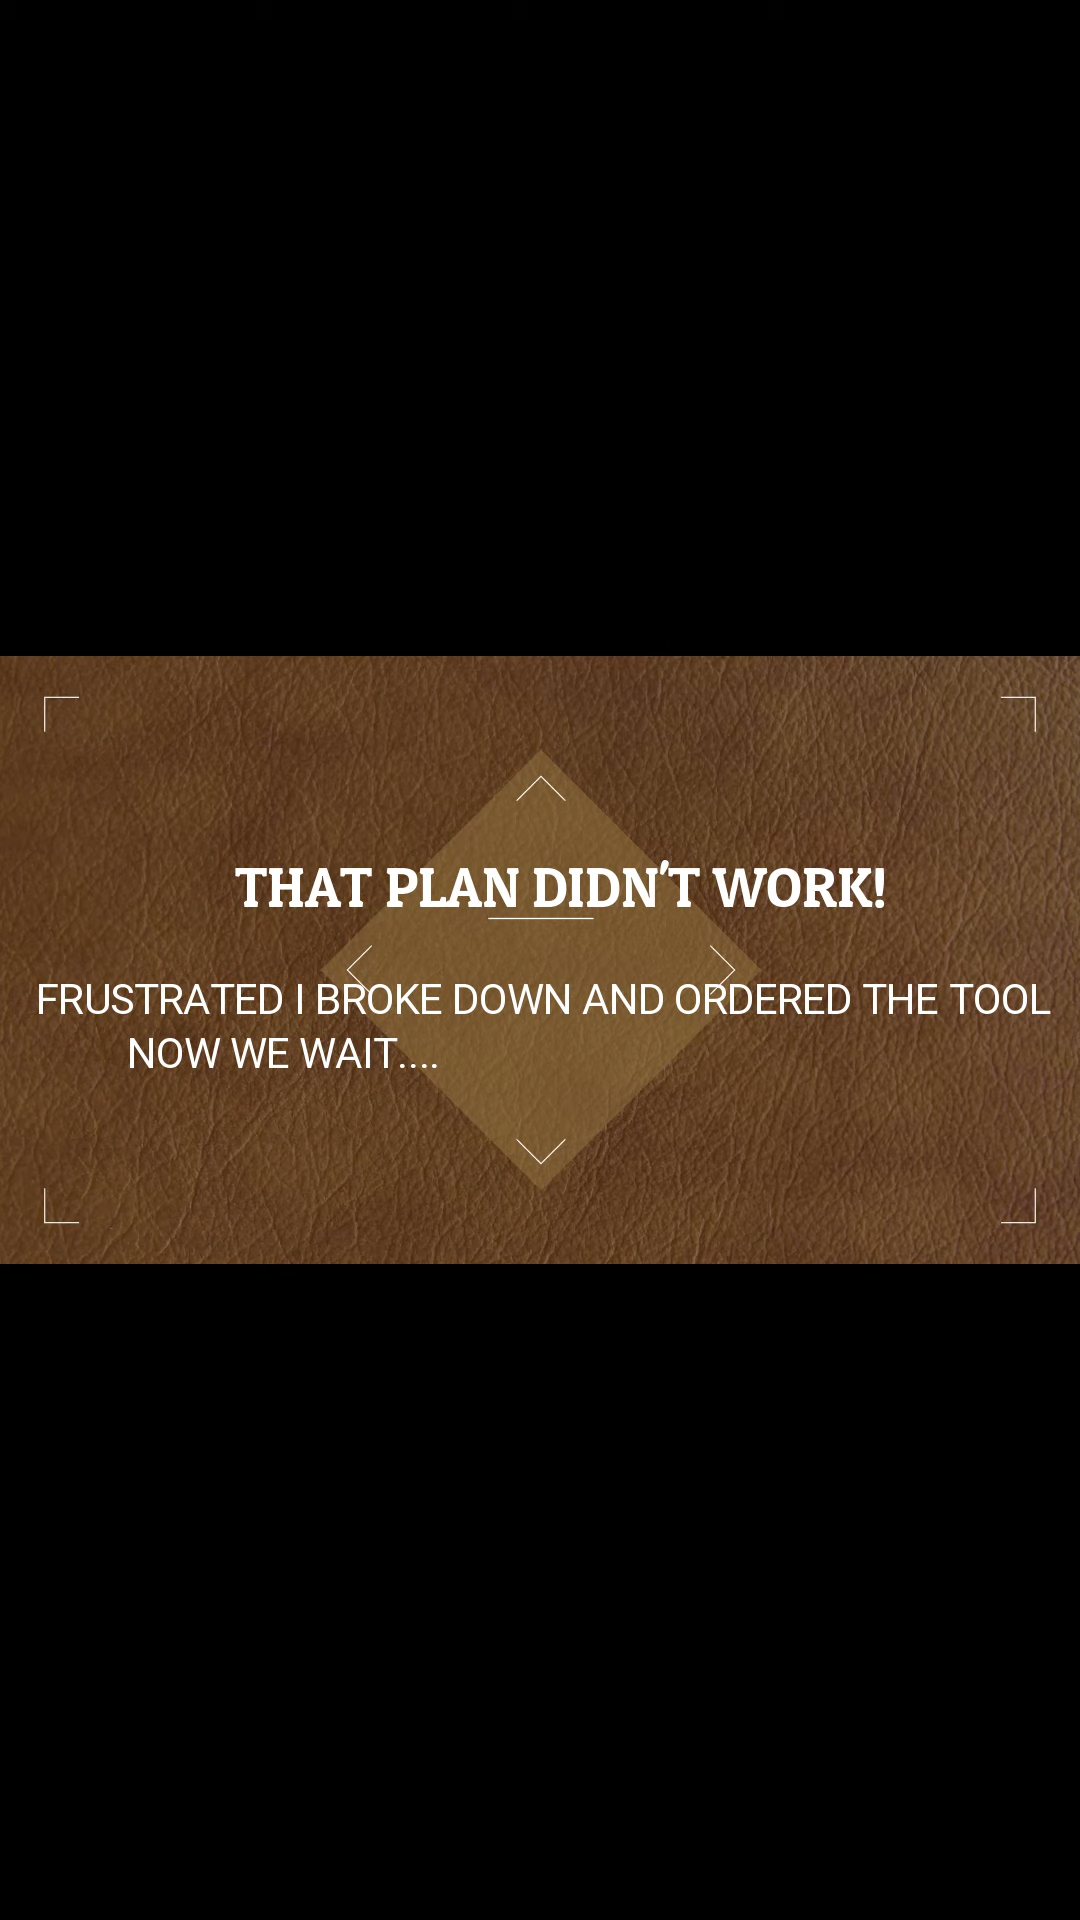 THAT PLAN DIDN'T WORK!
FRUSTRATED I BROKE DOWN AND ORDERED THE TOOL
NOW WE WAIT....